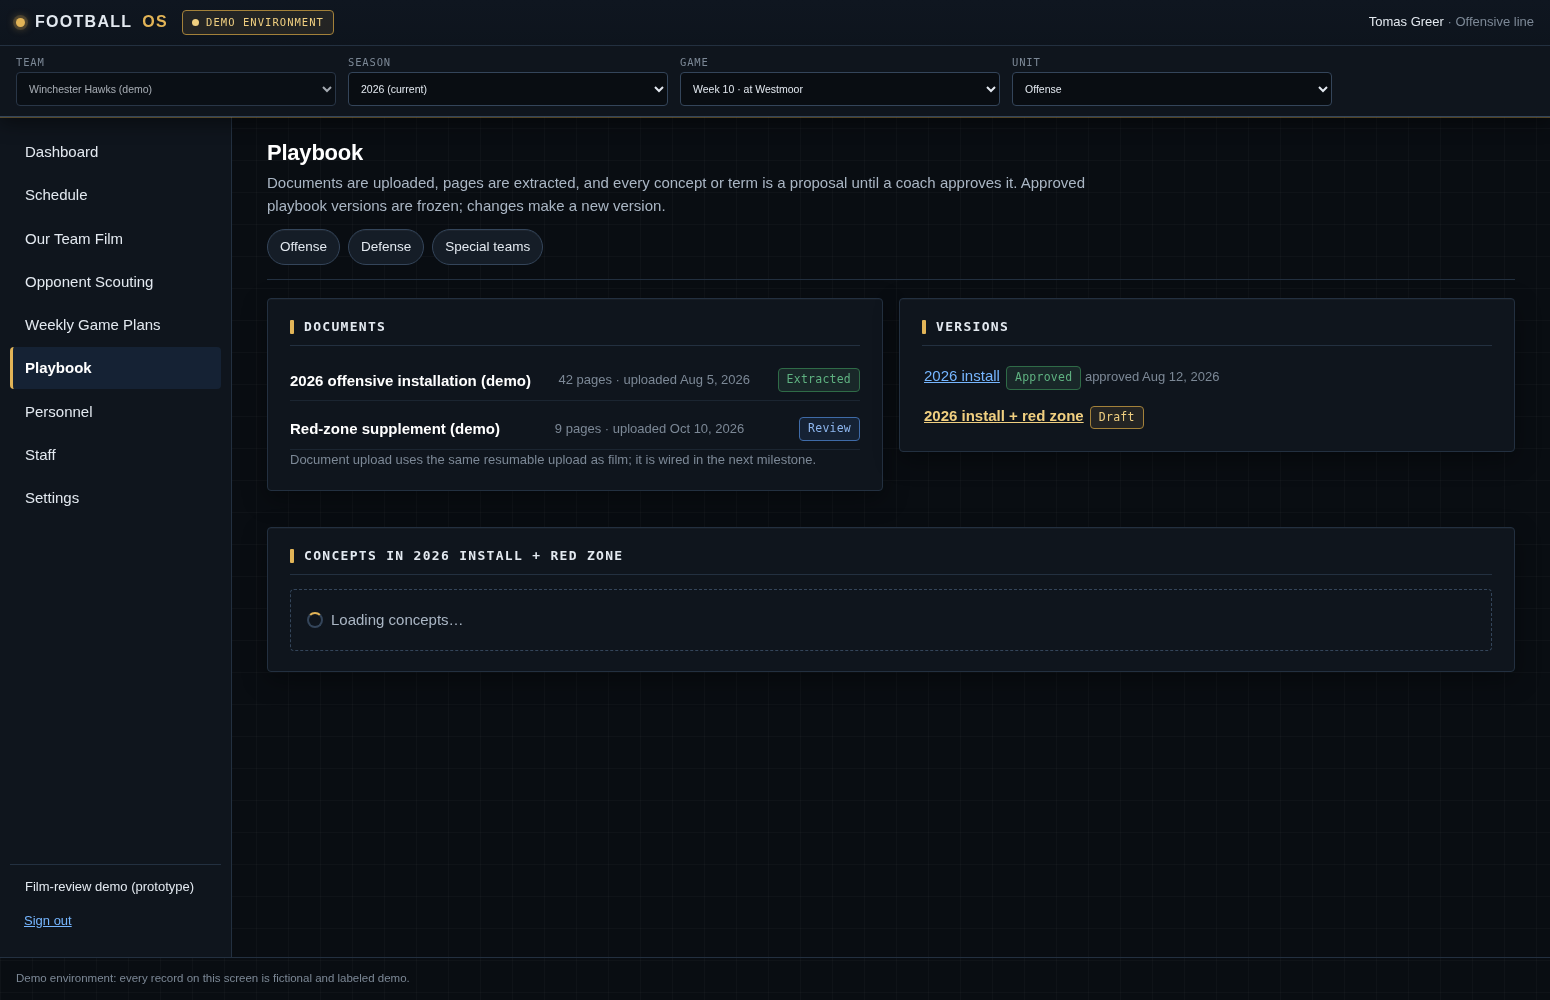 FOOTBALL OS
DEMO ENVIRONMENT
Tomas Greer · Offensive line
TEAM
Winchester Hawks (demo)
SEASON
2026 (current)
GAME
Week 10 · at Westmoor
UNIT
Offense
Dashboard
Schedule
Our Team Film
Opponent Scouting
Weekly Game Plans
Playbook
Personnel
Staff
Settings
Film-review demo (prototype)
Sign out
Playbook
Documents are uploaded, pages are extracted, and every concept or term is a proposal until a coach approves it. Approved
playbook versions are frozen; changes make a new version.
Offense
Defense
Special teams
DOCUMENTS
2026 offensive installation (demo) 42 pages · uploaded Aug 5, 2026 Extracted
Red-zone supplement (demo) 9 pages · uploaded Oct 10, 2026 Review
Document upload uses the same resumable upload as film; it is wired in the next milestone.
VERSIONS
2026 install Approved approved Aug 12, 2026
2026 install + red zone Draft
CONCEPTS IN 2026 INSTALL + RED ZONE
Loading concepts…
Demo environment: every record on this screen is fictional and labeled demo.